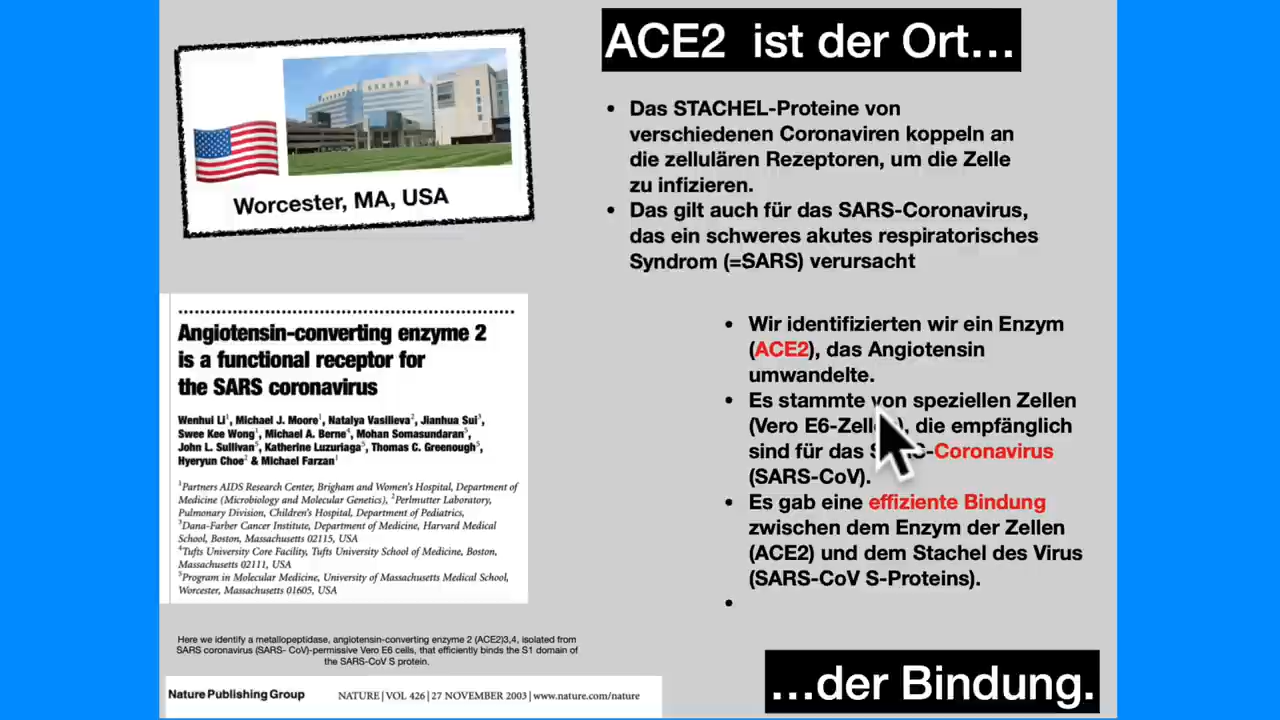 ACE2 ist der Ort...
Worcester, MA, USA
• Das STACHEL-Proteine von
verschiedenen Coronaviren koppeln an
die zellulären Rezeptoren, um die Zelle
zu infizieren.
• Das gilt auch für das SARS-Coronavirus,
das ein schweres akutes respiratorisches
Syndrom (=SARS) verursacht
Angiotensin-converting enzyme 2
is a functional receptor for
the SARS coronavirus
Wenhui Li1, Michael J. Moore1, Natalya Vasilieva2, Jianhua Sui3,
Swee Kee Wong1, Michael A. Berne4, Mohan Somasundaran5,
John L. Sullivan5, Katherine Luzuriaga5, Thomas C. Greenough5,
Hyeryun Choe2 & Michael Farzan1
1Partners AIDS Research Center, Brigham and Women's Hospital, Department of
Medicine (Microbiology and Molecular Genetics), 2Perlmutter Laboratory,
Pulmonary Division, Children's Hospital, Department of Pediatrics,
3Dana-Farber Cancer Institute, Department of Medicine, Harvard Medical
School, Boston, Massachusetts 02115, USA
4Tufts University Core Facility, Tufts University School of Medicine, Boston,
Massachusetts 02111, USA
5Program in Molecular Medicine, University of Massachusetts Medical School,
Worcester, Massachusetts 01605, USA
Here we identify a metallopeptidase, angiotensin-converting enzyme 2 (ACE2)3,4, isolated from
SARS coronavirus (SARS- CoV)-permissive Vero E6 cells, that efficiently binds the S1 domain of
the SARS-CoV S protein.
Nature Publishing Group
NATURE | VOL 426 | 27 NOVEMBER 2003 | www.nature.com/nature
• Wir identifizierten wir ein Enzym
(ACE2), das Angiotensin
umwandelte.
• Es stammte von speziellen Zellen
(Vero E6-Zell), die empfänglich
sind für das S-Coronavirus
(SARS-CoV).
• Es gab eine effiziente Bindung
zwischen dem Enzym der Zellen
(ACE2) und dem Stachel des Virus
(SARS-CoV S-Proteins).
•
...der Bindung.